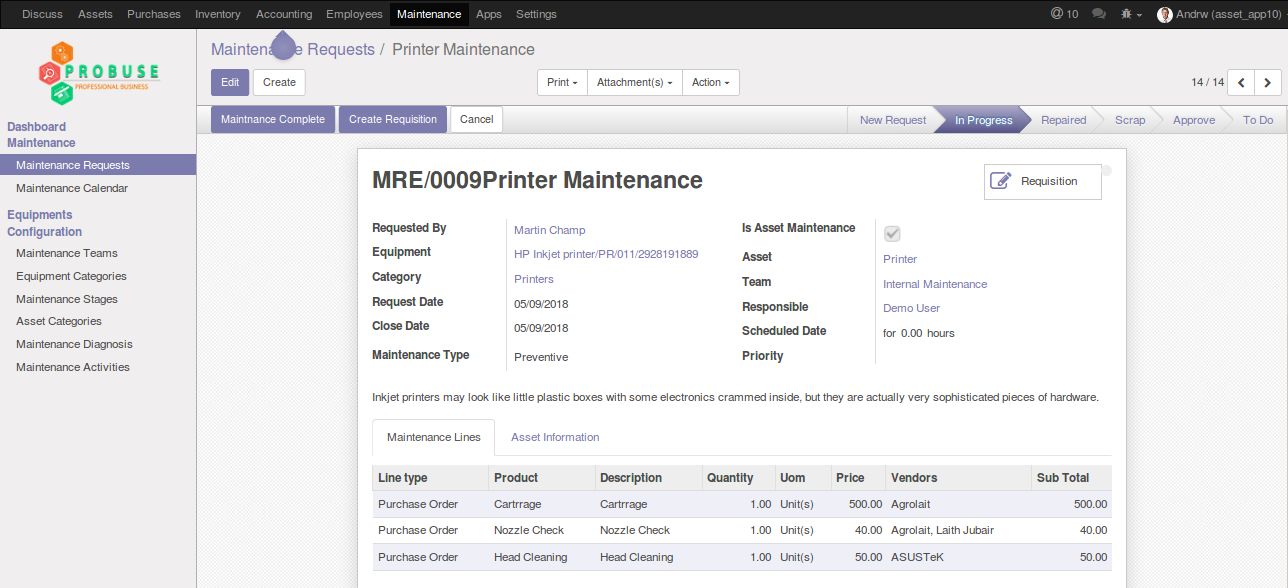 Discuss Assets Purchases Inventory Accounting Employees Maintenance Apps Settings @ 10 Andrw (asset_app10)
PROBUSE
PROFESSIONAL BUSINESS
Maintenance Requests / Printer Maintenance
Edit Create Print Attachment(s) Action 14 / 14
Maintnance Complete Create Requisition Cancel New Request In Progress Repaired Scrap Approve To Do
Dashboard
Maintenance
Maintenance Requests
Maintenance Calendar
Equipments
Configuration
Maintenance Teams
Equipment Categories
Maintenance Stages
Asset Categories
Maintenance Diagnosis
Maintenance Activities
MRE/0009Printer Maintenance
Requisition
Requested By Martin Champ
Equipment HP Inkjet printer/PR/011/2928191889
Category Printers
Request Date 05/09/2018
Close Date 05/09/2018
Maintenance Type Preventive
Is Asset Maintenance
Asset Printer
Team Internal Maintenance
Responsible Demo User
Scheduled Date for 0.00 hours
Priority
Inkjet printers may look like little plastic boxes with some electronics crammed inside, but they are actually very sophisticated pieces of hardware.
Maintenance Lines Asset Information
Line type Product Description Quantity Uom Price Vendors Sub Total
Purchase Order Cartrrage Cartrrage 1.00 Unit(s) 500.00 Agrolait 500.00
Purchase Order Nozzle Check Nozzle Check 1.00 Unit(s) 40.00 Agrolait, Laith Jubair 40.00
Purchase Order Head Cleaning Head Cleaning 1.00 Unit(s) 50.00 ASUSTeK 50.00